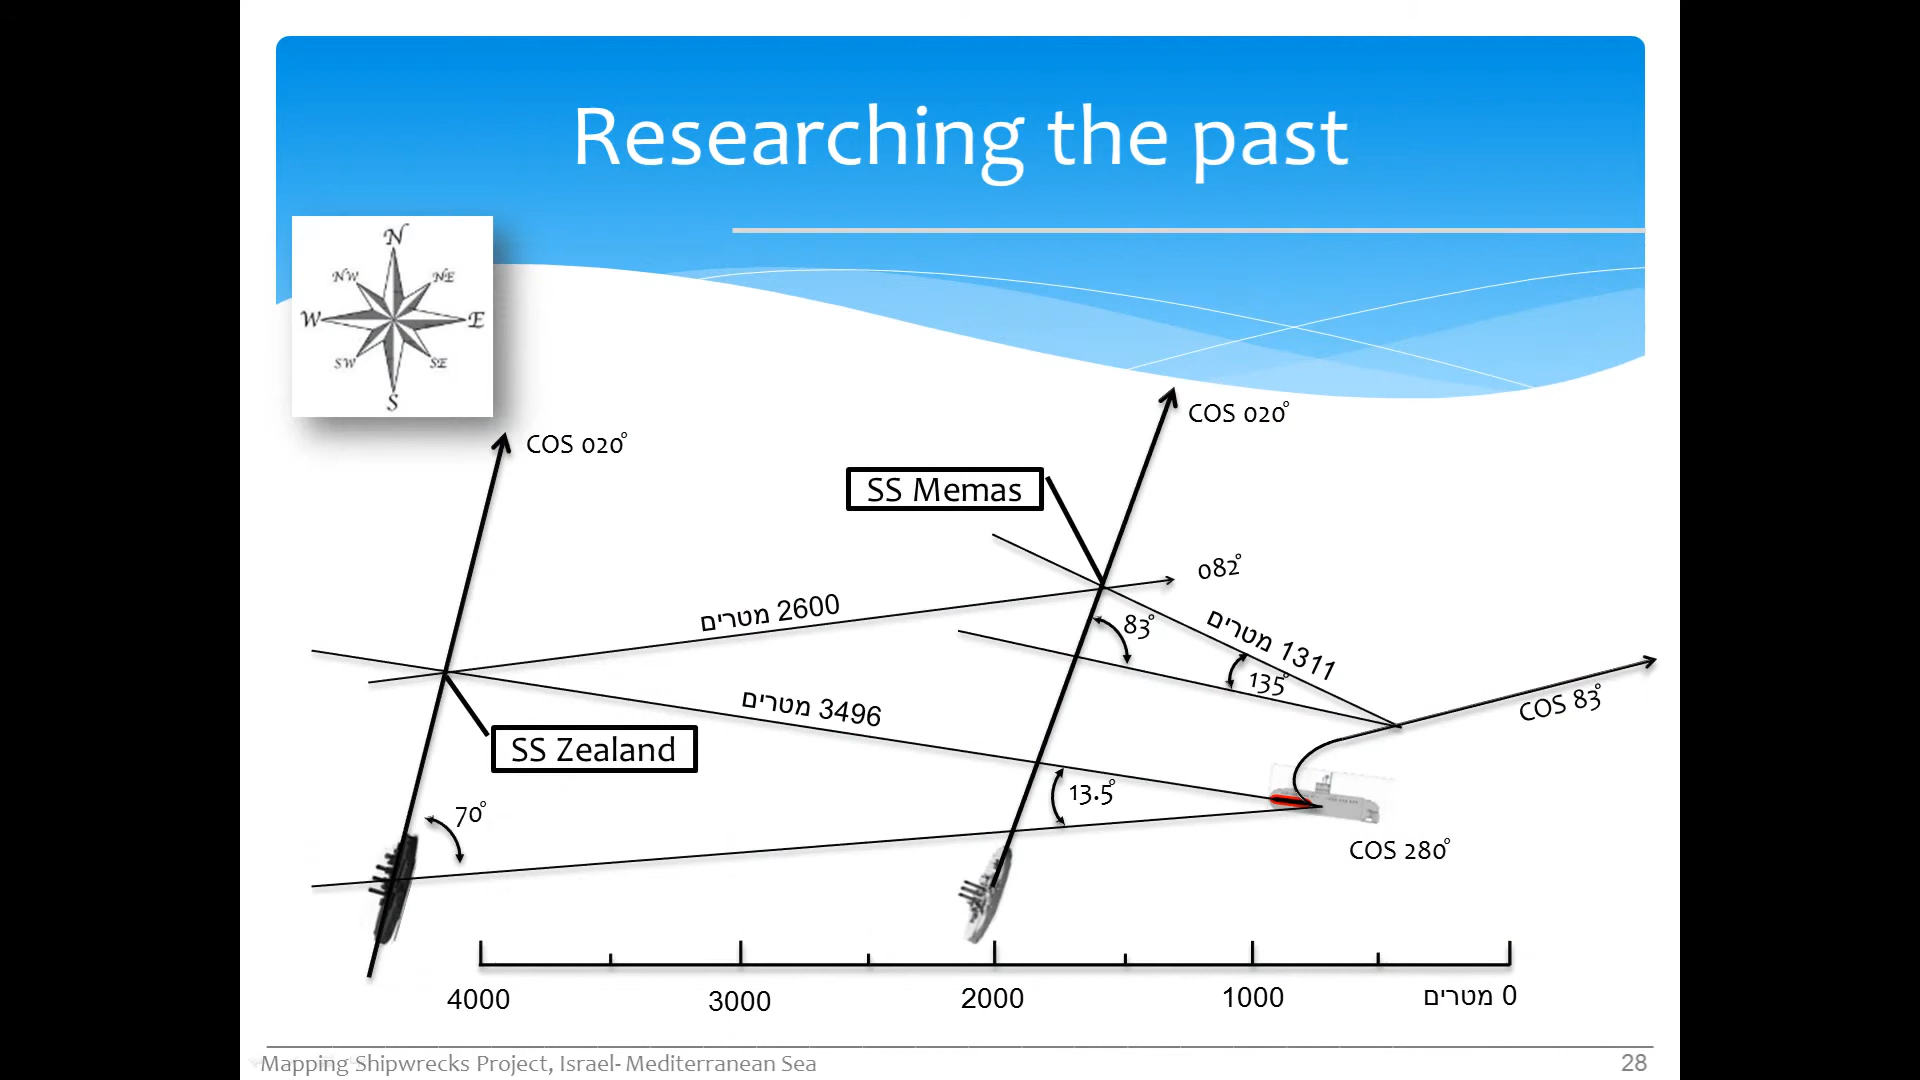 Researching the past
N
NW
NE
W
E
SW
SE
S
COS 020°
COS 020°
SS Memas
082°
2600 מטרים
83°
1311 מטרים
135°
COS 83°
3496 מטרים
SS Zealand
13.5°
70°
COS 280°
4000
3000
2000
1000
0 מטרים
Mapping Shipwrecks Project, Israel- Mediterranean Sea
28